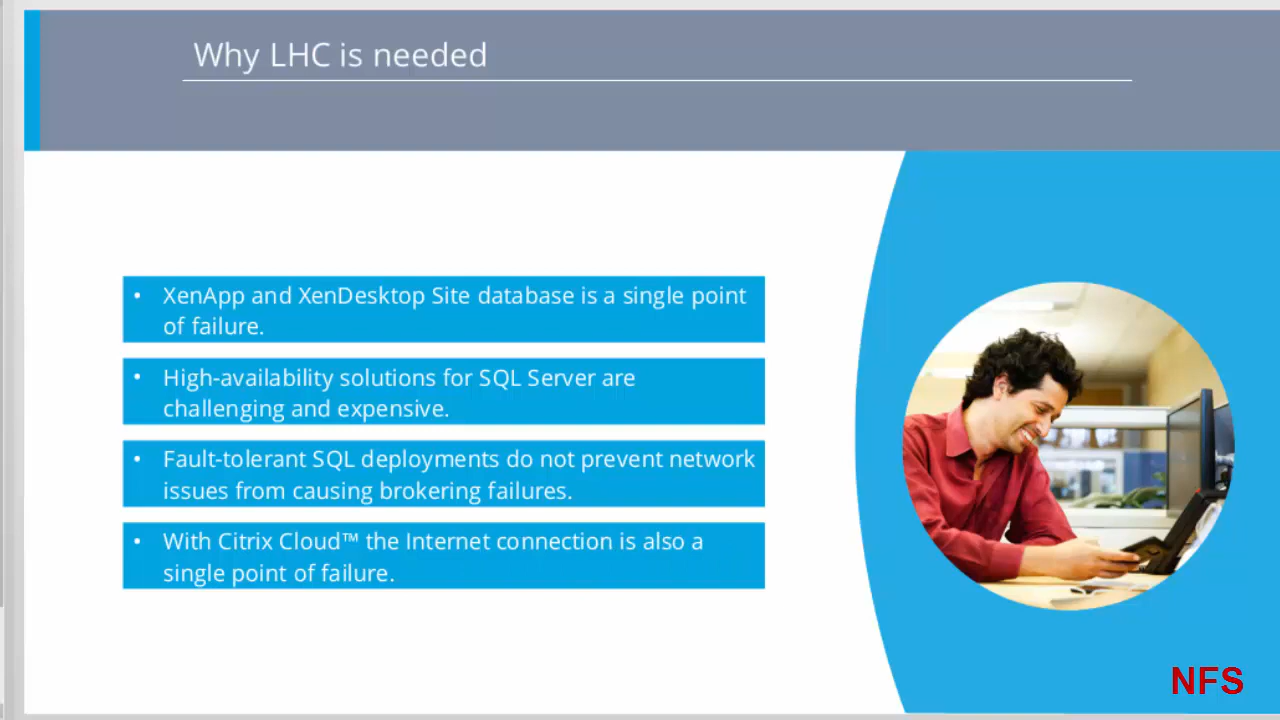 Why LHC is needed
• XenApp and XenDesktop Site database is a single point
of failure.
• High-availability solutions for SQL Server are
challenging and expensive.
• Fault-tolerant SQL deployments do not prevent network
issues from causing brokering failures.
• With Citrix Cloud™ the Internet connection is also a
single point of failure.
NFS